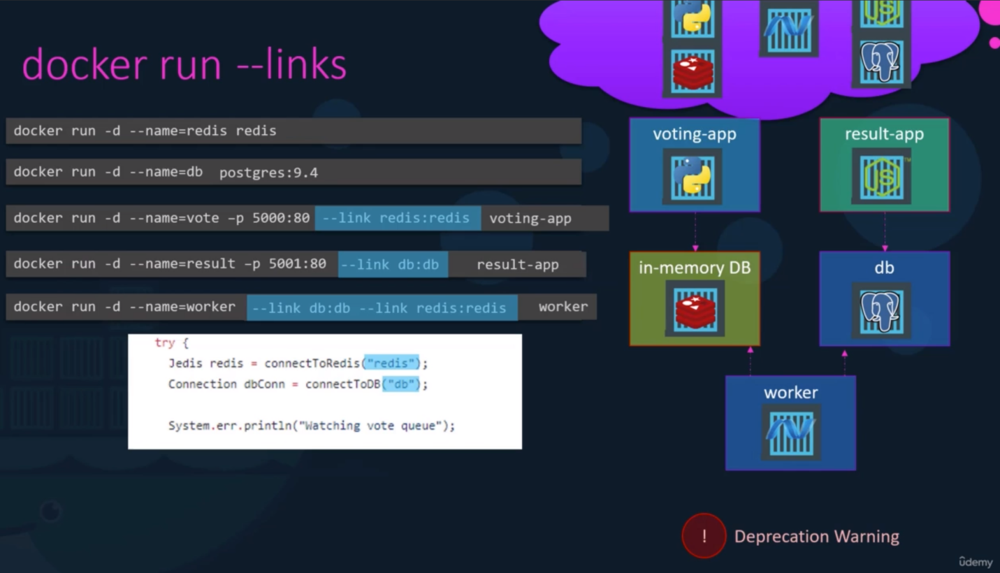 docker run --links
docker run -d --name=redis redis
docker run -d --name=db postgres:9.4
docker run -d --name=vote –p 5000:80 --link redis:redis voting-app
docker run -d --name=result –p 5001:80 --link db:db result-app
docker run -d --name=worker --link db:db --link redis:redis worker
try {
Jedis redis = connectToRedis("redis");
Connection dbConn = connectToDB("db");
System.err.println("Watching vote queue");
JS
voting-app
result-app
JS
TM
in-memory DB
db
worker
! Deprecation Warning
ûdemy